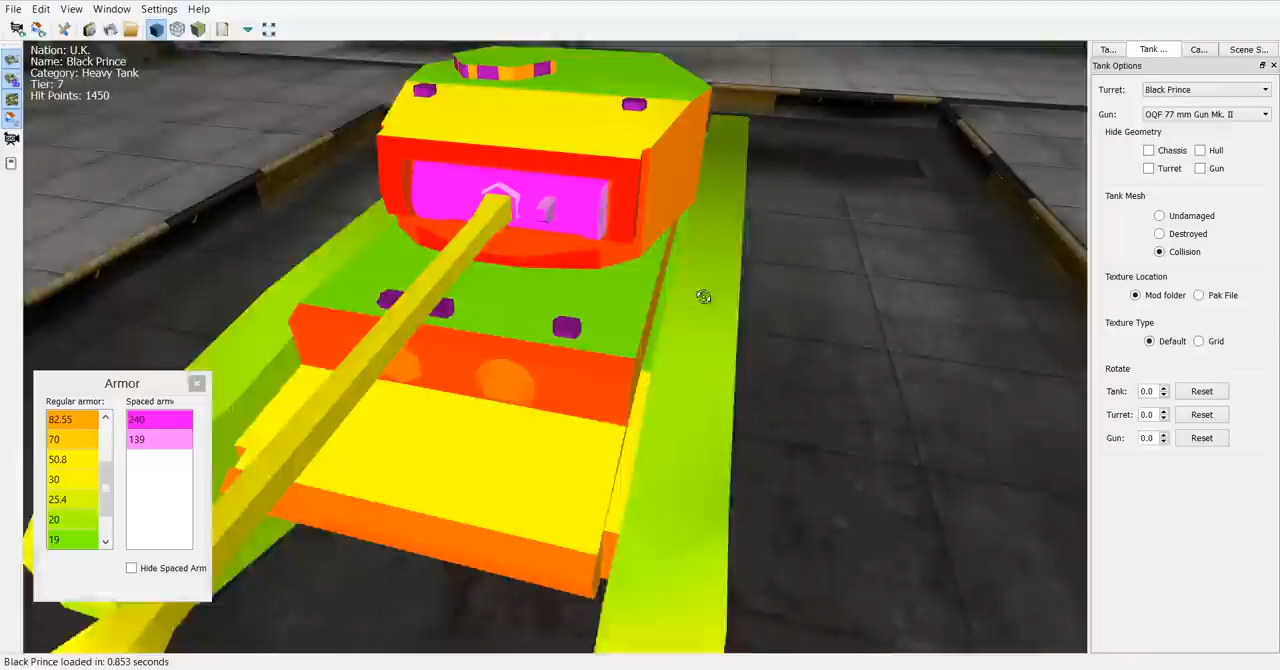 File Edit View Window Settings Help
Nation: U.K.
Name: Black Prince
Category: Heavy Tank
Tier: 7
Hit Points: 1450
Ta... Tank ... Ca... Scene S...
Tank Options
Turret: Black Prince
Gun: OQF 77 mm Gun Mk. II
Hide Geometry
Chassis Hull
Turret Gun
Tank Mesh
Undamaged
Destroyed
Collision
Texture Location
Mod folder Pak File
Texture Type
Default Grid
Rotate
Tank: 0.0 Reset
Turret: 0.0 Reset
Gun: 0.0 Reset
Armor
Regular armor: Spaced arm
82.55 240
70 139
50.8
30
25.4
20
19
Hide Spaced Arm
Black Prince loaded in: 0.853 seconds